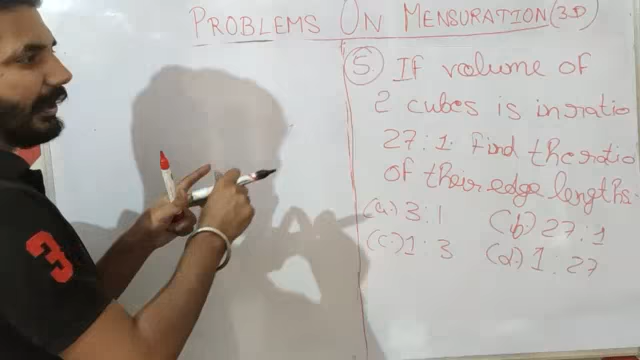 PROBLEMS ON MENSURATION (3D)
5 If volume of
2 cubes is in ratio
27:1. Find the ratio
of their edge lengths.
(a.) 3:1 (b.) 27:1
(c.) 1:3 (d.) 1:27
3